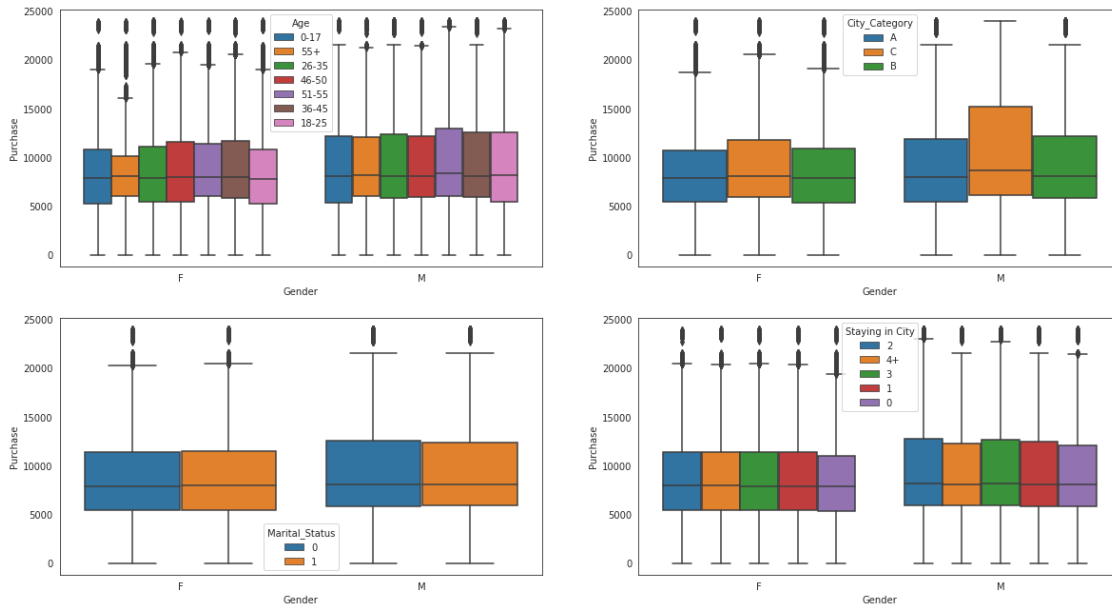 25000
20000
15000
10000
5000
0
Purchase
Age
0-17
55+
26-35
46-50
51-55
36-45
18-25
F
M
Gender
25000
20000
15000
10000
5000
0
Purchase
City_Category
A
C
B
F
M
Gender
25000
20000
15000
10000
5000
0
Purchase
Marital_Status
0
1
F
M
Gender
25000
20000
15000
10000
5000
0
Purchase
Staying in City
2
4+
3
1
0
F
M
Gender